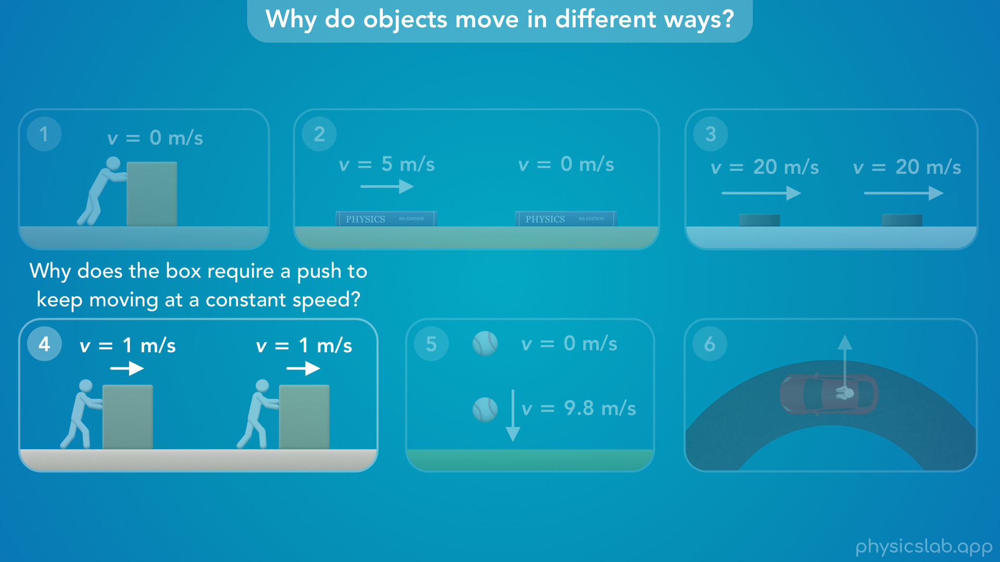 Why do objects move in different ways?
1
v = 0 m/s
2
v = 5 m/s
v = 0 m/s
PHYSICS 8th EDITION
PHYSICS 8th EDITION
3
v = 20 m/s
v = 20 m/s
Why does the box require a push to
keep moving at a constant speed?
4
v = 1 m/s
v = 1 m/s
5
v = 0 m/s
v = 9.8 m/s
6
physicslab.app